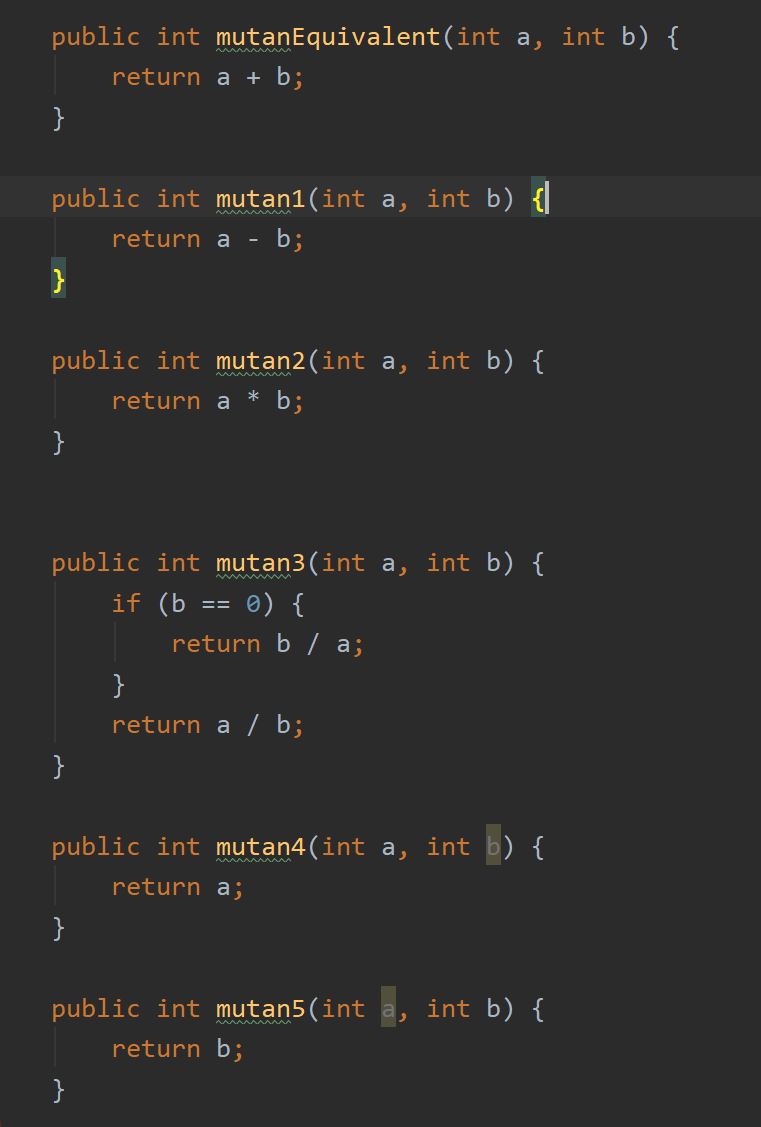 public int mutanEquivalent(int a, int b) {
    return a + b;
}
public int mutan1(int a, int b) {
    return a - b;
}
public int mutan2(int a, int b) {
    return a * b;
}
public int mutan3(int a, int b) {
    if (b == 0) {
        return b / a;
    }
    return a / b;
}
public int mutan4(int a, int b) {
    return a;
}
public int mutan5(int a, int b) {
    return b;
}